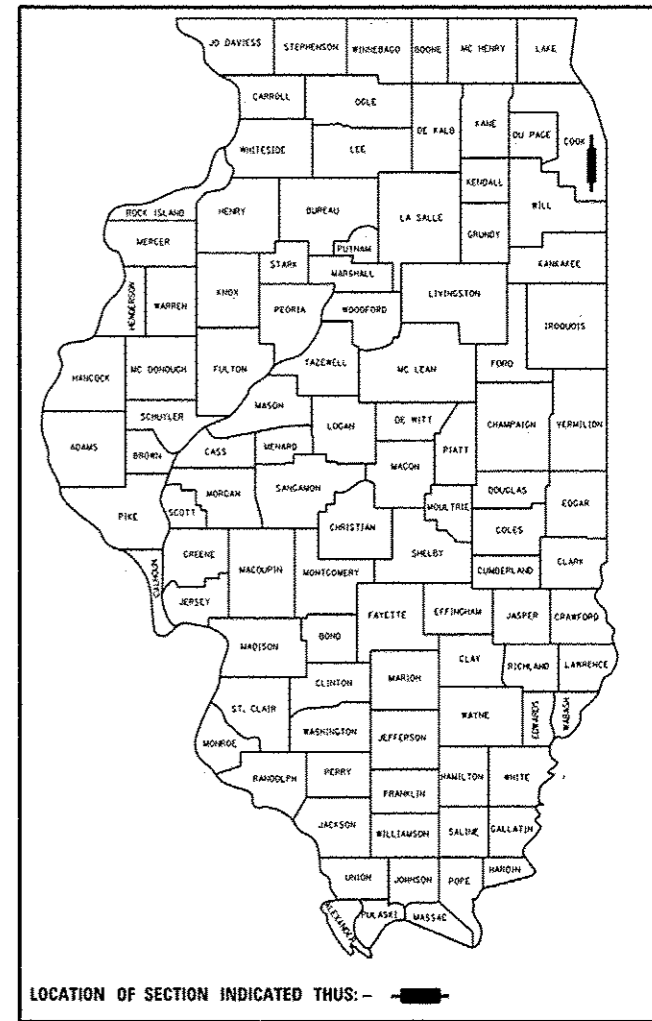 JO DAVIESS STEPHENSON WINNEBAGO BOONE MC HENRY LAKE
CARROLL OGLE DE KALB KANE DU PAGE COOK
WHITESIDE LEE KENDALL WILL
ROCK ISLAND HENRY BUREAU LA SALLE GRUNDY
MERCER STARK PUTNAM KANKAKEE
HENDERSON WARREN KNOX PEORIA MARSHALL WOODFORD LIVINGSTON IROQUOIS
HANCOCK MC DONOUGH FULTON TAZEWELL MC LEAN FORD
SCHUYLER MASON LOGAN DE WITT CHAMPAIGN VERMILION
ADAMS BROWN CASS MENARD MACON PIATT
PIKE SCOTT MORGAN SANGAMON CHRISTIAN MOULTRIE DOUGLAS EDGAR
COLES
CALHOUN GREENE MACOUPIN MONTGOMERY SHELBY CUMBERLAND CLARK
JERSEY FAYETTE EFFINGHAM JASPER CRAWFORD
MADISON BOND CLAY RICHLAND LAWRENCE
ST. CLAIR CLINTON MARION WAYNE EDWARDS WABASH
MONROE WASHINGTON JEFFERSON
RANDOLPH PERRY FRANKLIN HAMILTON WHITE
JACKSON WILLIAMSON SALINE GALLATIN
UNION JOHNSON POPE HARDIN
ALEXANDER PULASKI MASSAC
LOCATION OF SECTION INDICATED THUS: -